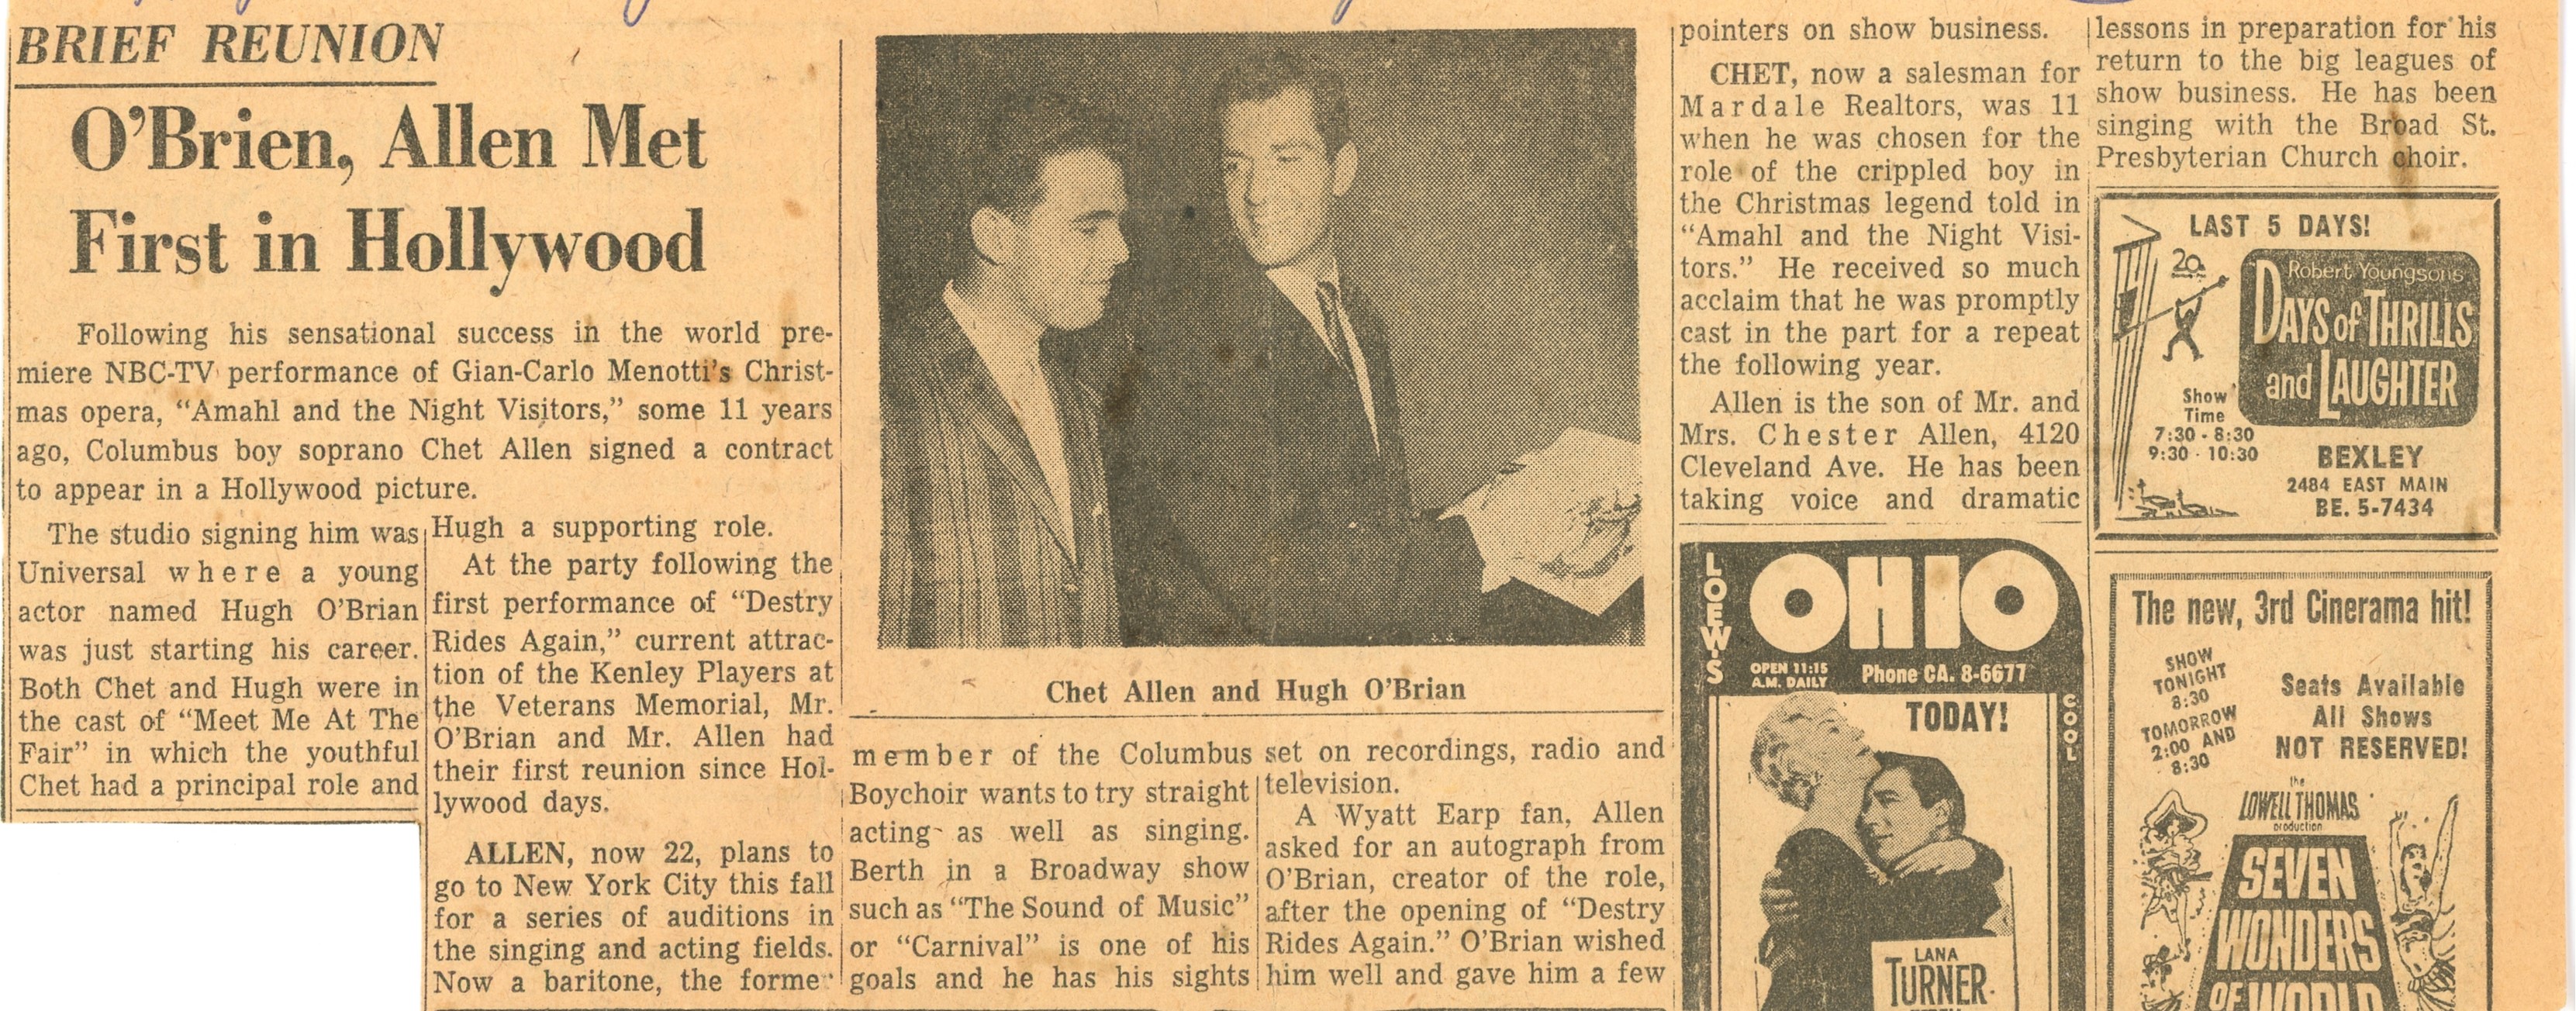 BRIEF REUNION
O'Brien, Allen Met
First in Hollywood
Following his sensational success in the world pre-
miere NBC-TV performance of Gian-Carlo Menotti's Christ-
mas opera, "Amahl and the Night Visitors," some 11 years
ago, Columbus boy soprano Chet Allen signed a contract
to appear in a Hollywood picture.
The studio signing him was
Universal where a young
actor named Hugh O'Brian
was just starting his career.
Both Chet and Hugh were in
the cast of "Meet Me At The
Fair" in which the youthful
Chet had a principal role and
Hugh a supporting role.
At the party following the
first performance of "Destry
Rides Again," current attrac-
tion of the Kenley Players at
the Veterans Memorial, Mr.
O'Brian and Mr. Allen had
their first reunion since Hol-
lywood days.
ALLEN, now 22, plans to
go to New York City this fall
for a series of auditions in
the singing and acting fields.
Now a baritone, the forme
Chet Allen and Hugh O'Brian
member of the Columbus
Boychoir wants to try straight
acting as well as singing.
Berth in a Broadway show
such as "The Sound of Music"
or "Carnival" is one of his
goals and he has his sights
set on recordings, radio and
television.
A Wyatt Earp fan, Allen
asked for an autograph from
O'Brian, creator of the role,
after the opening of "Destry
Rides Again." O'Brian wished
him well and gave him a few
pointers on show business.
CHET, now a salesman for
Mardale Realtors, was 11
when he was chosen for the
role of the crippled boy in
the Christmas legend told in
"Amahl and the Night Visi-
tors." He received so much
acclaim that he was promptly
cast in the part for a repeat
the following year.
Allen is the son of Mr. and
Mrs. Chester Allen, 4120
Cleveland Ave. He has been
taking voice and dramatic
lessons in preparation for his
return to the big leagues of
show business. He has been
singing with the Broad St.
Presbyterian Church choir.
LAST 5 DAYS!
20
Robert Youngson's
DAYS of THRILLS
and LAUGHTER
Show
Time
7:30 - 8:30
9:30 - 10:30
BEXLEY
2484 EAST MAIN
BE. 5-7434
LOEW'S
OHIO
OPEN 11:15
A.M. DAILY
Phone CA. 8-6677
TODAY!
COOL
LANA
TURNER
The new, 3rd Cinerama hit!
SHOW
TONIGHT
8:30
TOMORROW
2:00 AND
8:30
Seats Available
All Shows
NOT RESERVED!
the
LOWELL THOMAS
production
SEVEN
WONDERS
OF WORLD